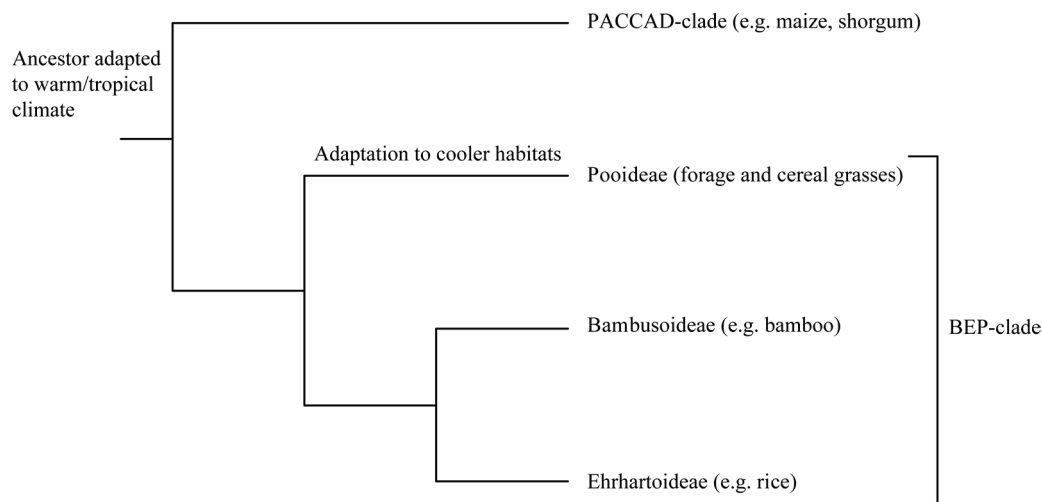 PACCAD-clade (e.g. maize, shorgum)
Ancestor adapted
to warm/tropical
climate
Adaptation to cooler habitats
Pooideae (forage and cereal grasses)
Bambusoideae (e.g. bamboo)
BEP-clade
Ehrhartoideae (e.g. rice)